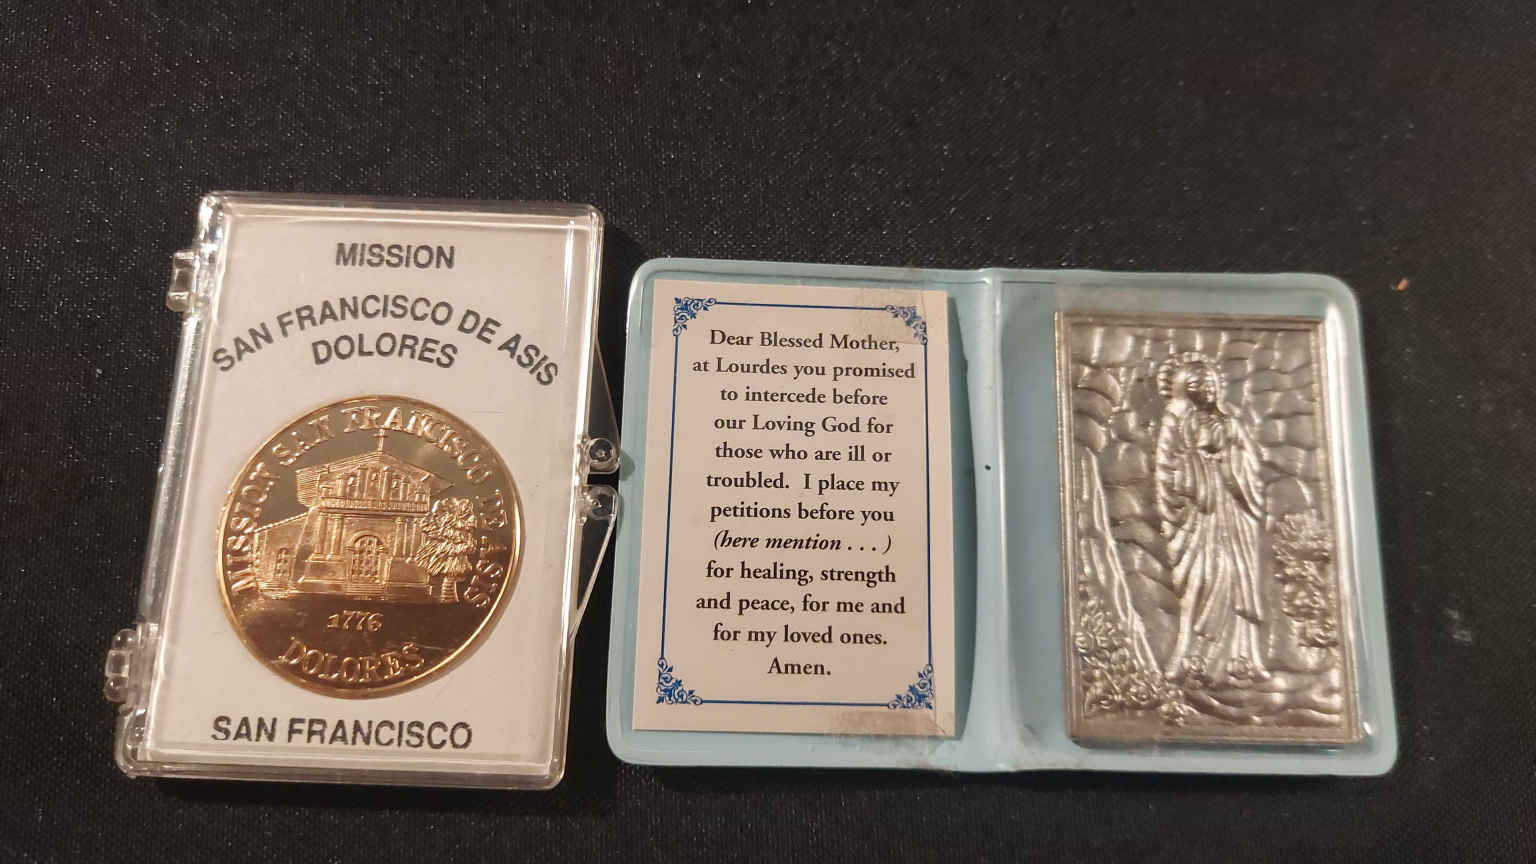 MISSION
SAN FRANCISCO DE ASIS
DOLORES
MISSION SAN FRANCISCO DE ASIS
1776
DOLORES
SAN FRANCISCO
Dear Blessed Mother,
at Lourdes you promised
to intercede before
our Loving God for
those who are ill or
troubled. I place my
petitions before you
(here mention . . . )
for healing, strength
and peace, for me and
for my loved ones.
Amen.